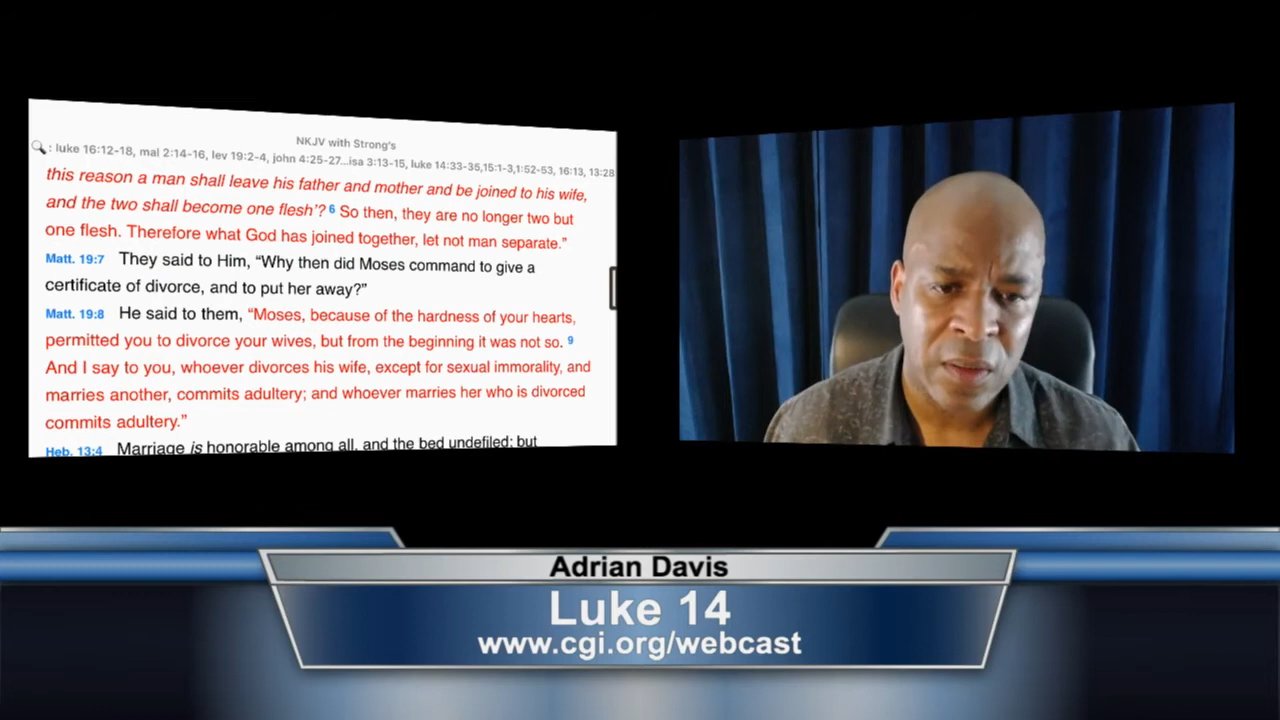 NKJV with Strong's
: luke 16:12-18, mal 2:14-16, lev 19:2-4, john 4:25-27...isa 3:13-15, luke 14:33-35,15:1-3,1:52-53, 16:13, 13:28
this reason a man shall leave his father and mother and be joined to his wife,
and the two shall become one flesh’? 6 So then, they are no longer two but
one flesh. Therefore what God has joined together, let not man separate.”
Matt. 19:7 They said to Him, “Why then did Moses command to give a
certificate of divorce, and to put her away?”
Matt. 19:8 He said to them, “Moses, because of the hardness of your hearts,
permitted you to divorce your wives, but from the beginning it was not so. 9
And I say to you, whoever divorces his wife, except for sexual immorality, and
marries another, commits adultery; and whoever marries her who is divorced
commits adultery.”
Heb. 13:4 Marriage is honorable among all, and the bed undefiled; but
Adrian Davis
Luke 14
www.cgi.org/webcast